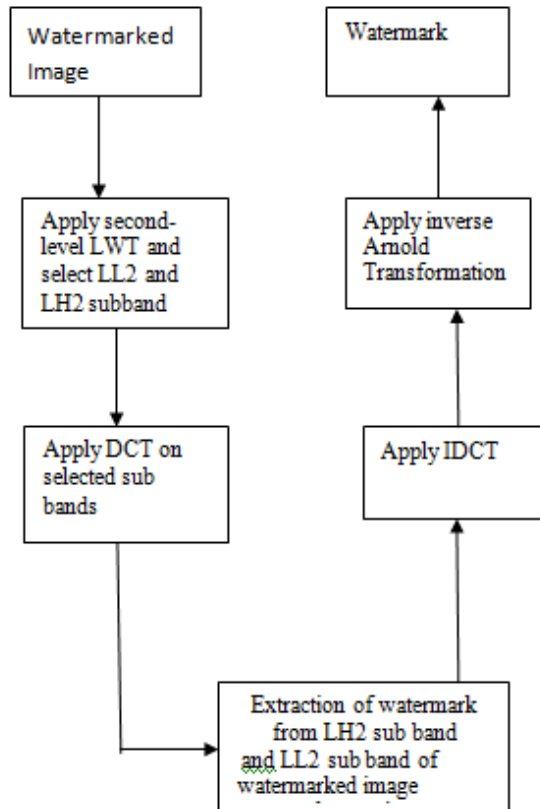 Watermarked
Image
Apply second-
level LWT and
select LL2 and
LH2 subband
Apply DCT on
selected sub
bands
Extraction of watermark
from LH2 sub band
and LL2 sub band of
watermarked image
Apply IDCT
Apply inverse
Arnold
Transformation
Watermark